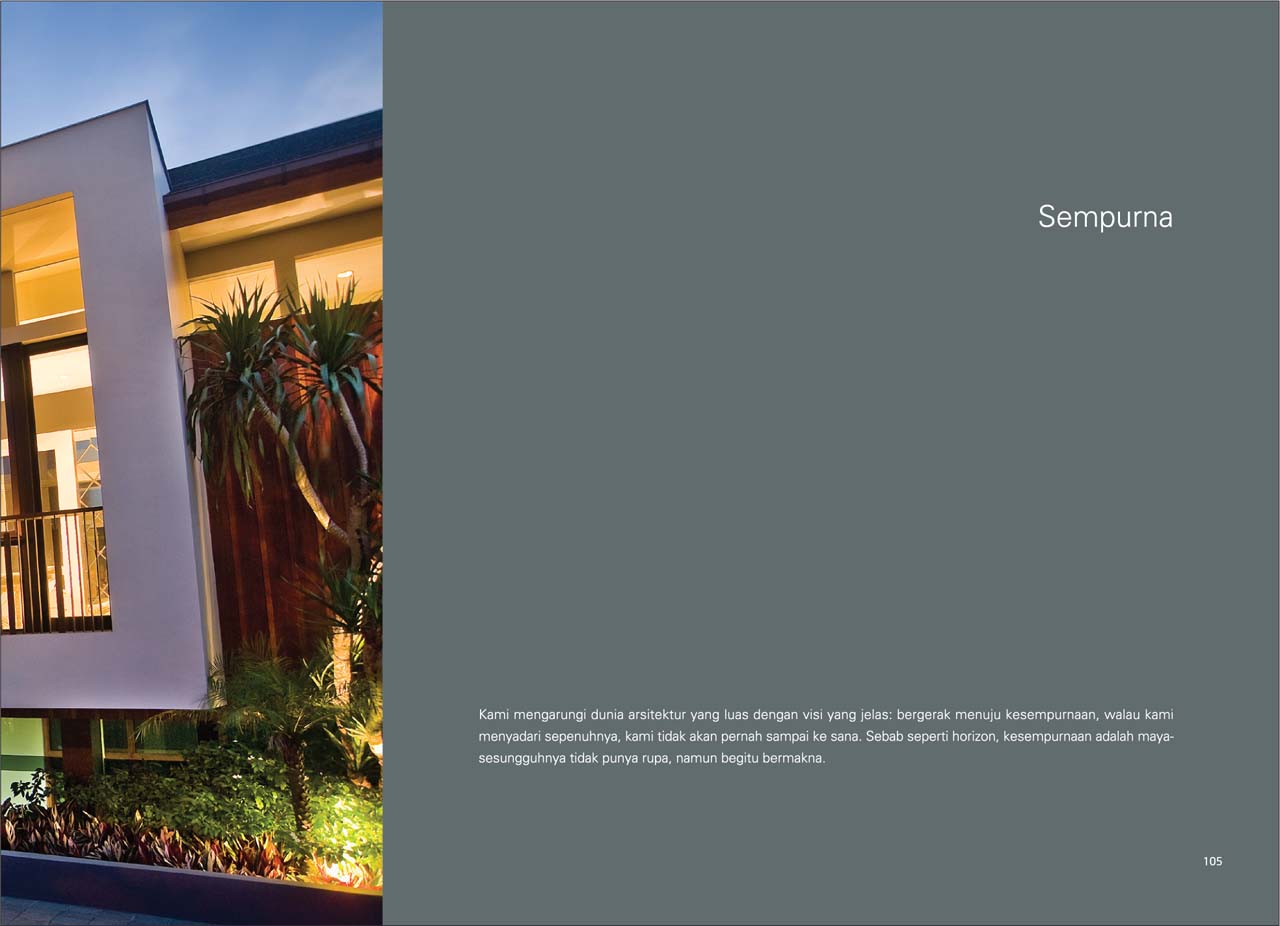 Sempurna
Kami mengarungi dunia arsitektur yang luas dengan visi yang jelas: bergerak menuju kesempurnaan, walau kami
menyadari sepenuhnya, kami tidak akan pernah sampai ke sana. Sebab seperti horizon, kesempurnaan adalah maya-
sesungguhnya tidak punya rupa, namun begitu bermakna.
105